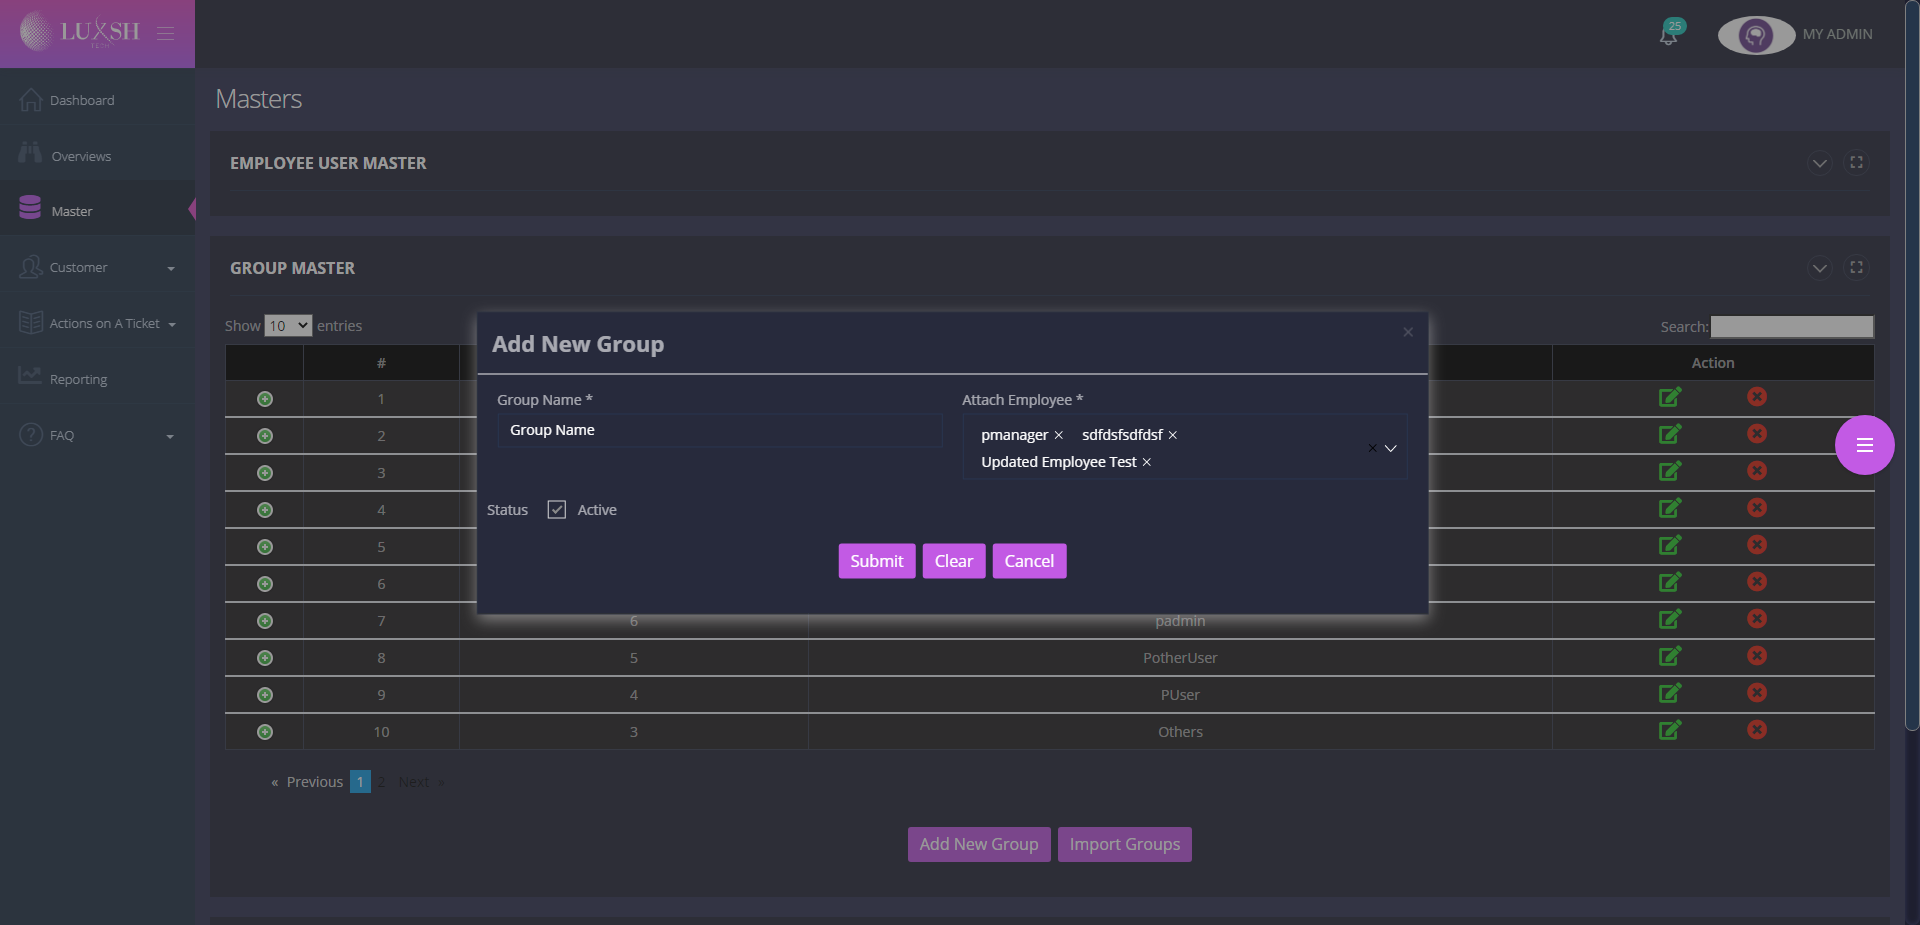 LUXSH
TECH
25
MY ADMIN
Dashboard
Overviews
Master
Customer
Actions on A Ticket
Reporting
FAQ
Masters
EMPLOYEE USER MASTER
GROUP MASTER
Show 10 entries
Search:
# Action
1
2
3
4
5
6
7 6 padmin
8 5 PotherUser
9 4 PUser
10 3 Others
« Previous 1 2 Next »
Add New Group Import Groups
Add New Group ×
Group Name * Attach Employee *
Group Name
pmanager × sdfdsfsdfdsf ×
Updated Employee Test ×
×
Status Active
Submit Clear Cancel